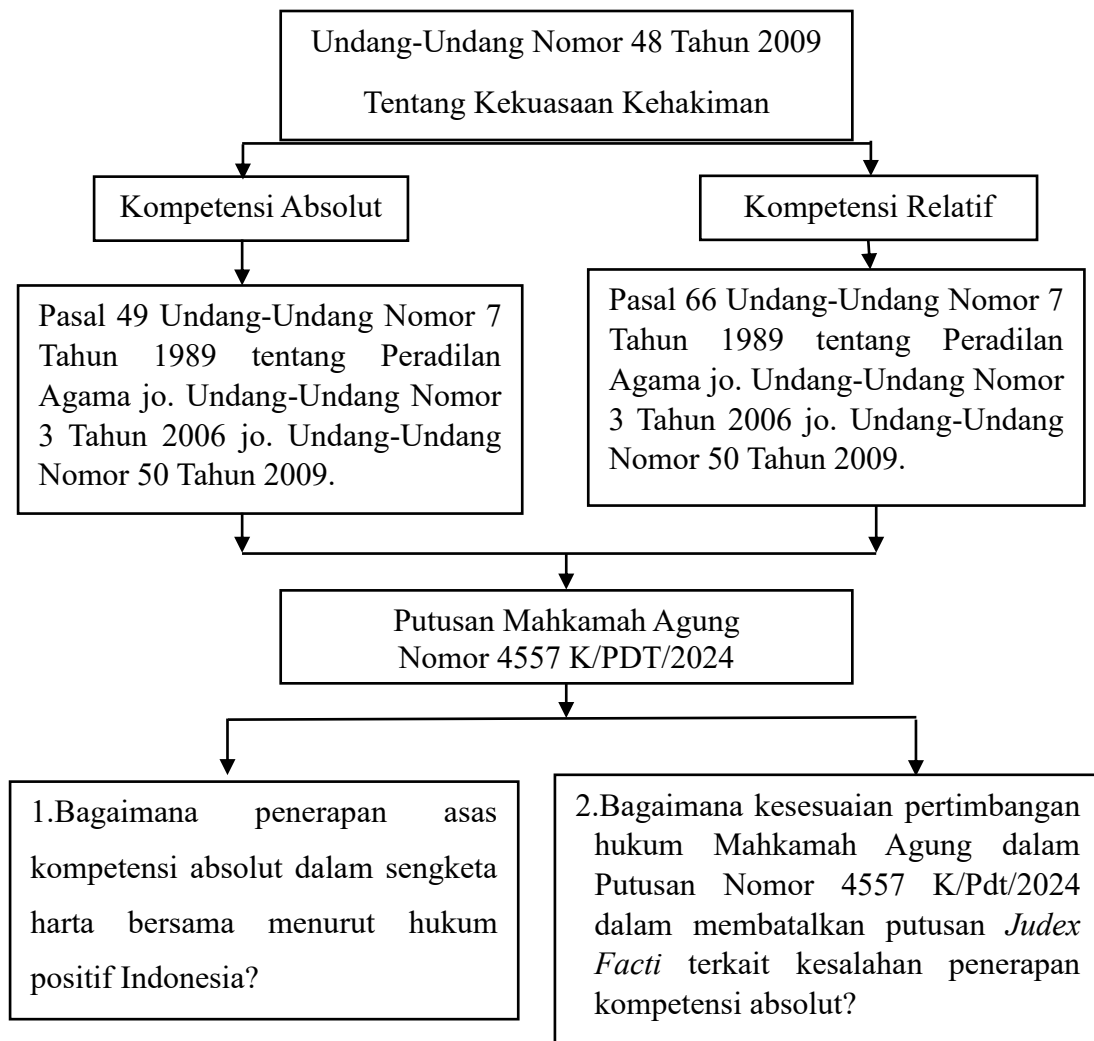 Undang-Undang Nomor 48 Tahun 2009
Tentang Kekuasaan Kehakiman
Kompetensi Absolut
Kompetensi Relatif
Pasal 49 Undang-Undang Nomor 7
Tahun 1989 tentang Peradilan
Agama jo. Undang-Undang Nomor
3 Tahun 2006 jo. Undang-Undang
Nomor 50 Tahun 2009.
Pasal 66 Undang-Undang Nomor 7
Tahun 1989 tentang Peradilan
Agama jo. Undang-Undang Nomor
3 Tahun 2006 jo. Undang-Undang
Nomor 50 Tahun 2009.
Putusan Mahkamah Agung
Nomor 4557 K/PDT/2024
1.Bagaimana penerapan asas
kompetensi absolut dalam sengketa
harta bersama menurut hukum
positif Indonesia?
2.Bagaimana kesesuaian pertimbangan
hukum Mahkamah Agung dalam
Putusan Nomor 4557 K/Pdt/2024
dalam membatalkan putusan Judex
Facti terkait kesalahan penerapan
kompetensi absolut?